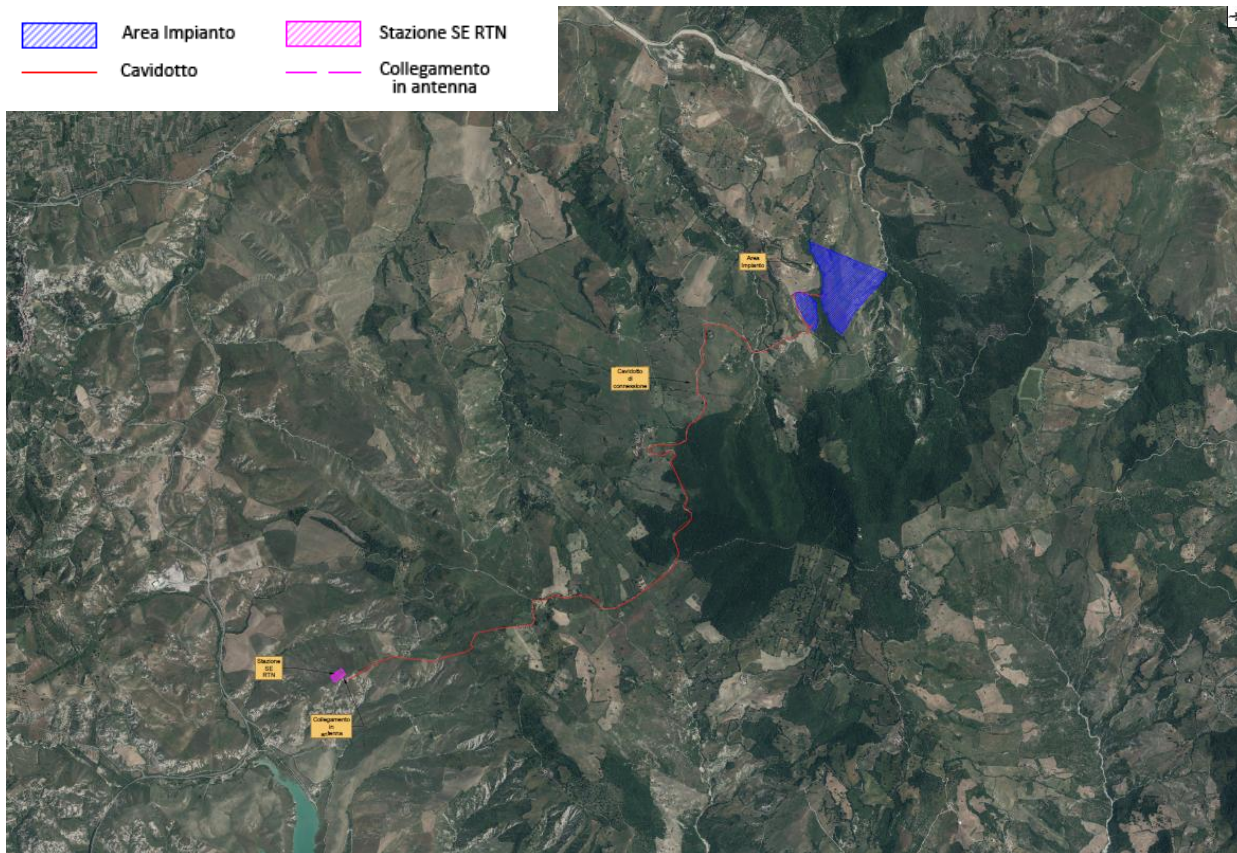 Area Impianto
Stazione SE RTN
Cavidotto
Collegamento
in antenna
Area
Impianto
Cavidotto
di
connessione
Stazione
SE
RTN
Collegamento
in
antenna